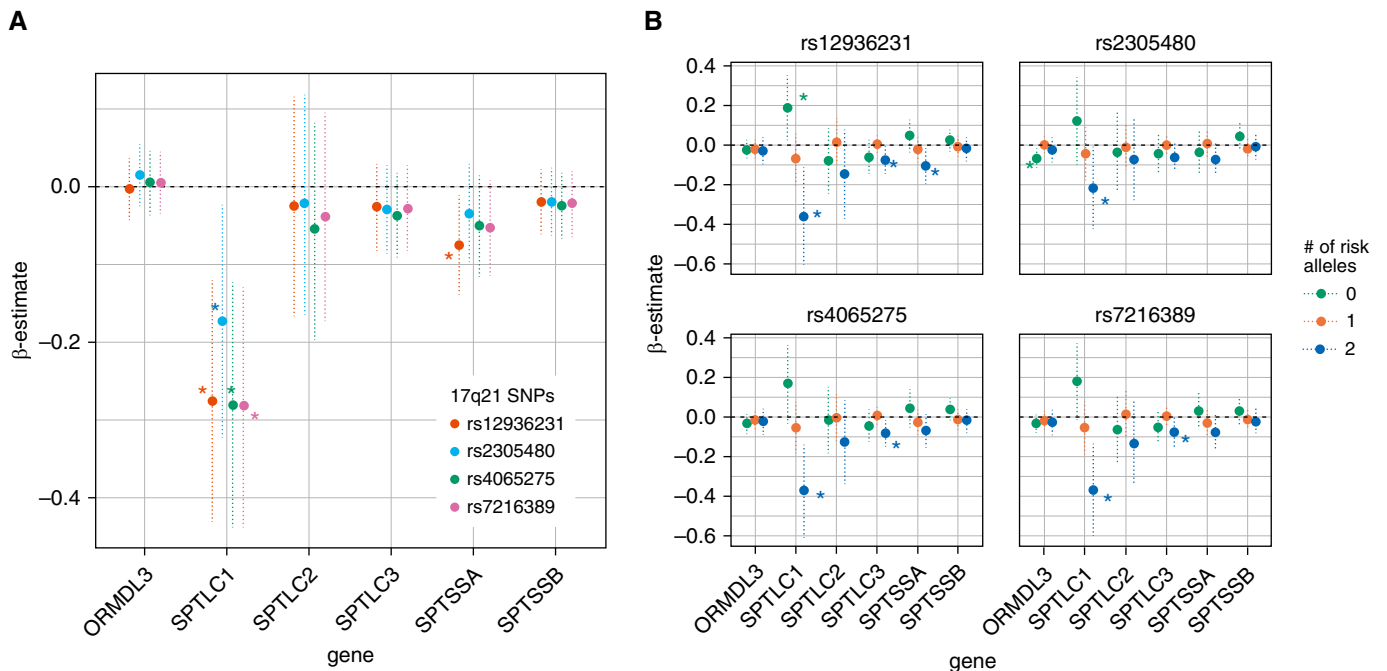 A
0.0
−0.2
−0.4
β-estimate
17q21 SNPs
rs12936231
rs2305480
rs4065275
rs7216389
*
*
*
*
*
ORMDL3
SPTLC1
SPTLC2
SPTLC3
SPTSSA
SPTSSB
gene
B
rs12936231
rs2305480
0.4
0.2
0.0
−0.2
−0.4
−0.6
*
*
*
*
*
*
β-estimate
rs4065275
rs7216389
0.4
0.2
0.0
−0.2
−0.4
−0.6
*
*
*
*
ORMDL3
SPTLC1
SPTLC2
SPTLC3
SPTSSA
SPTSSB
ORMDL3
SPTLC1
SPTLC2
SPTLC3
SPTSSA
SPTSSB
gene
# of risk
alleles
0
1
2